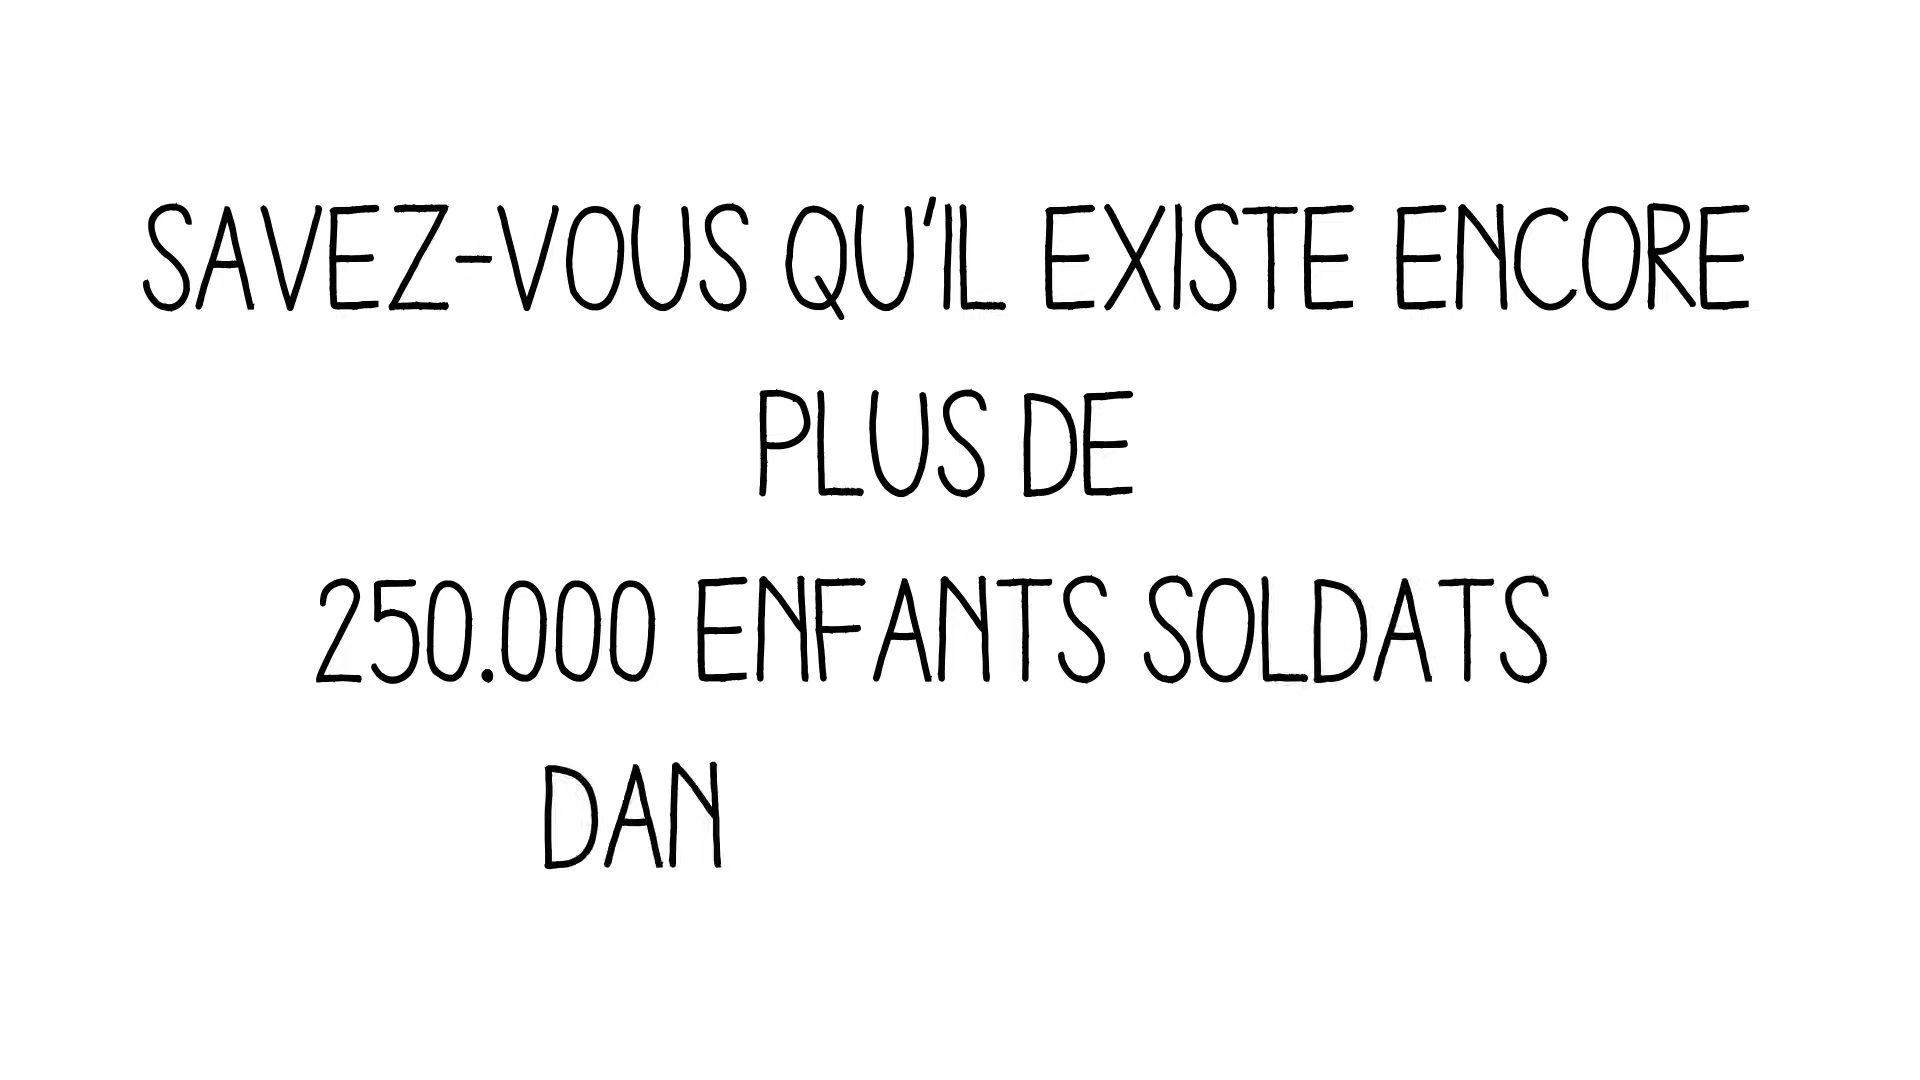 SAVEZ-VOUS QU'IL EXISTE ENCORE
PLUS DE
250.000 ENFANTS SOLDATS
DAN